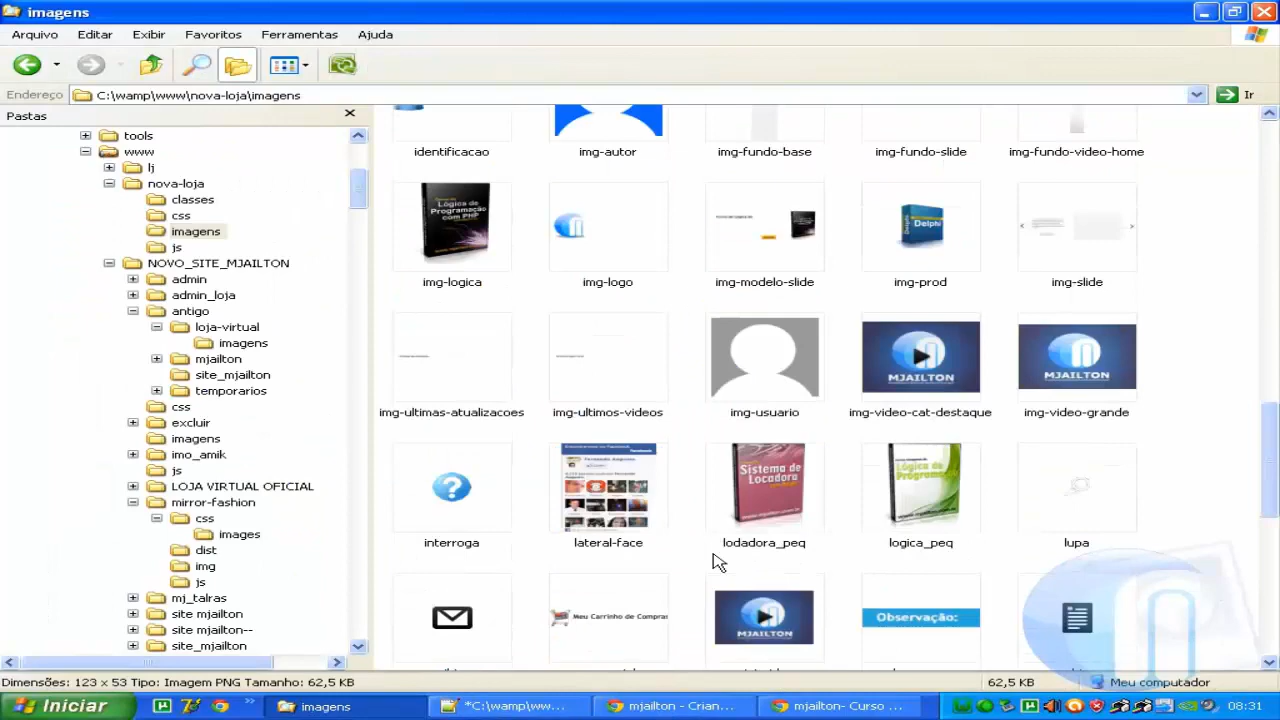 imagens
Arquivo Editar Exibir Favoritos Ferramentas Ajuda
Endereço C:\wamp\www\nova-loja\imagens Ir
Pastas
tools
www
lj
nova-loja
classes
css
imagens
js
NOVO_SITE_MJAILTON
admin
admin_loja
antigo
loja-virtual
imagens
mjailton
site_mjailton
temporarios
css
excluir
imagens
imo_amik
js
LOJA VIRTUAL OFICIAL
mirror-fashion
css
images
dist
img
js
mj_talras
site mjailton
site mjailton--
site_mjailton
identificacao img-autor img-fundo-base img-fundo-slide img-fundo-video-home
Lógica de
Programação
com PHP
Delphi
img-logica img-logo img-modelo-slide img-prod img-slide
MJAILTON MJAILTON
img-ultimas-atualizacoes img-ultimos-videos img-usuario img-video-cat-destaque img-video-grande
Sistema de
Locadora
Lógica de
Programação
interroga lateral-face lodadora_peq logica_peq lupa
Meu Carrinho de Compras
MJAILTON
Observação:
Dimensões: 123 x 53 Tipo: Imagem PNG Tamanho: 62,5 KB 62,5 KB Meu computador
Iniciar imagens *C:\wamp\ww... mjailton - Crian... mjailton- Curso ... 08:31